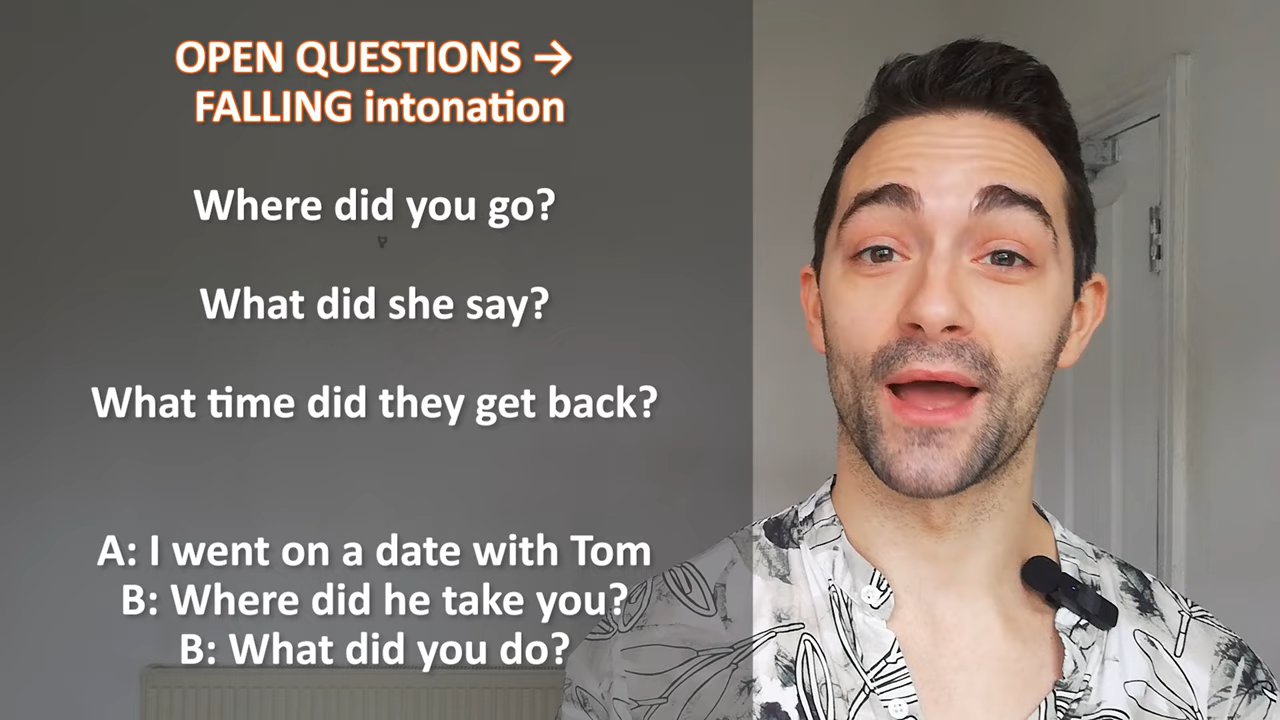 OPEN QUESTIONS →
FALLING intonation
Where did you go?
What did she say?
What time did they get back?
A: I went on a date with Tom
B: Where did he take you?
B: What did you do?